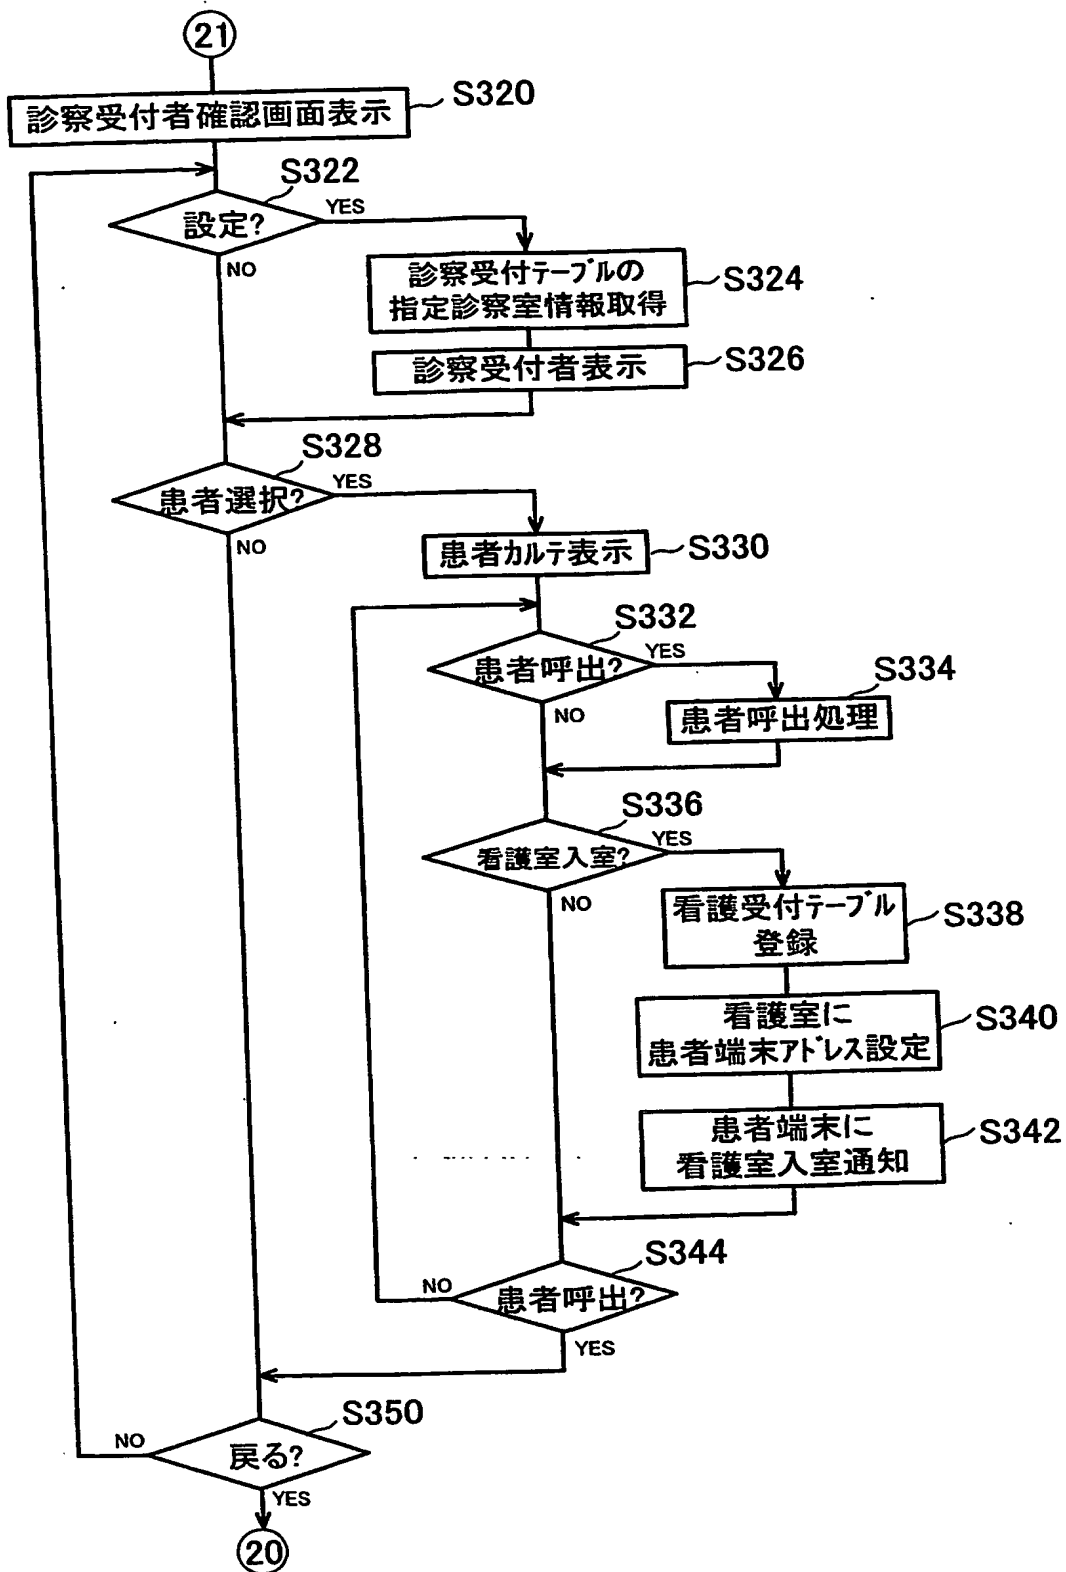 21
診察受付者確認画面表示
S320
S322
設定?
YES
NO
診察受付テーブルの
指定診察室情報取得
S324
診察受付者表示
S326
S328
患者選択?
YES
NO
患者カルテ表示
S330
S332
患者呼出?
YES
NO
S334
患者呼出処理
S336
看護室入室?
YES
NO
看護受付テーブル
登録
S338
看護室に
患者端末アドレス設定
S340
患者端末に
看護室入室通知
S342
S344
患者呼出?
NO
YES
S350
戻る?
NO
YES
20